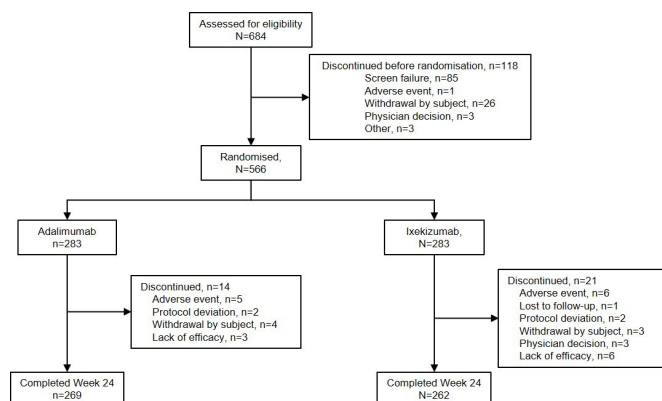 Assessed for eligibility
N=684
Discontinued before randomisation, n=118
Screen failure, n=85
Adverse event, n=1
Withdrawal by subject, n=26
Physician decision, n=3
Other, n=3
Randomised,
N=566
Adalimumab
n=283
Ixekizumab,
N=283
Discontinued, n=14
Adverse event, n=5
Protocol deviation, n=2
Withdrawal by subject, n=4
Lack of efficacy, n=3
Discontinued, n=21
Adverse event, n=6
Lost to follow-up, n=1
Protocol deviation, n=2
Withdrawal by subject, n=3
Physician decision, n=3
Lack of efficacy, n=6
Completed Week 24
n=269
Completed Week 24
N=262